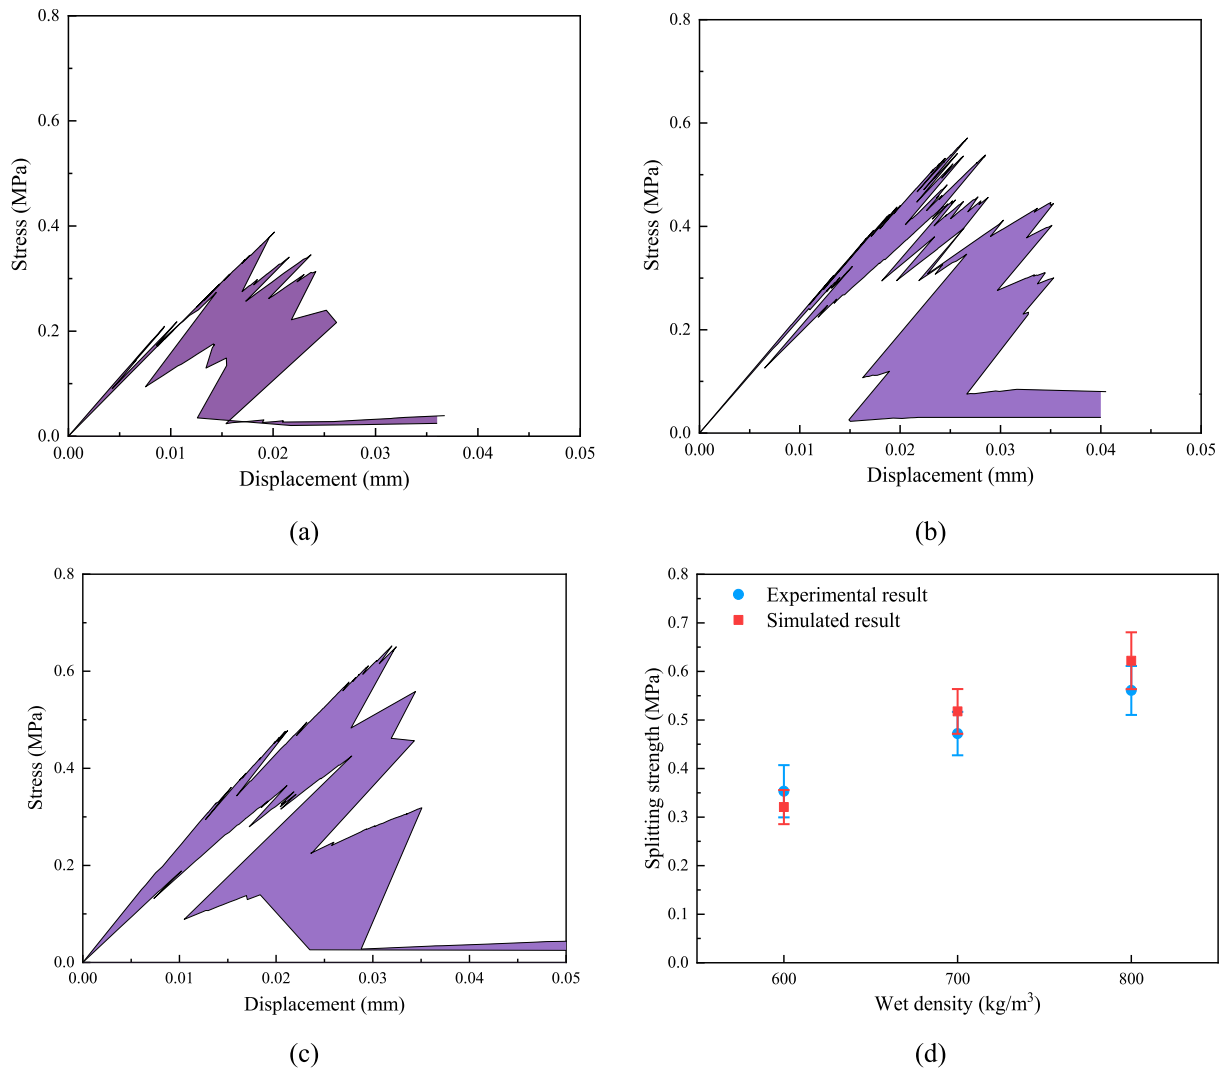 0.8
0.6
0.4
0.2
0.0
Stress (MPa)
0.00 0.01 0.02 0.03 0.04 0.05
Displacement (mm)
(a)
0.8
0.6
0.4
0.2
0.0
Stress (MPa)
0.00 0.01 0.02 0.03 0.04 0.05
Displacement (mm)
(b)
0.8
0.6
0.4
0.2
0.0
Stress (MPa)
0.00 0.01 0.02 0.03 0.04 0.05
Displacement (mm)
(c)
Experimental result
Simulated result
0.8
0.7
0.6
0.5
0.4
0.3
0.2
0.1
0.0
Splitting strength (MPa)
600 700 800
Wet density (kg/m³)
(d)